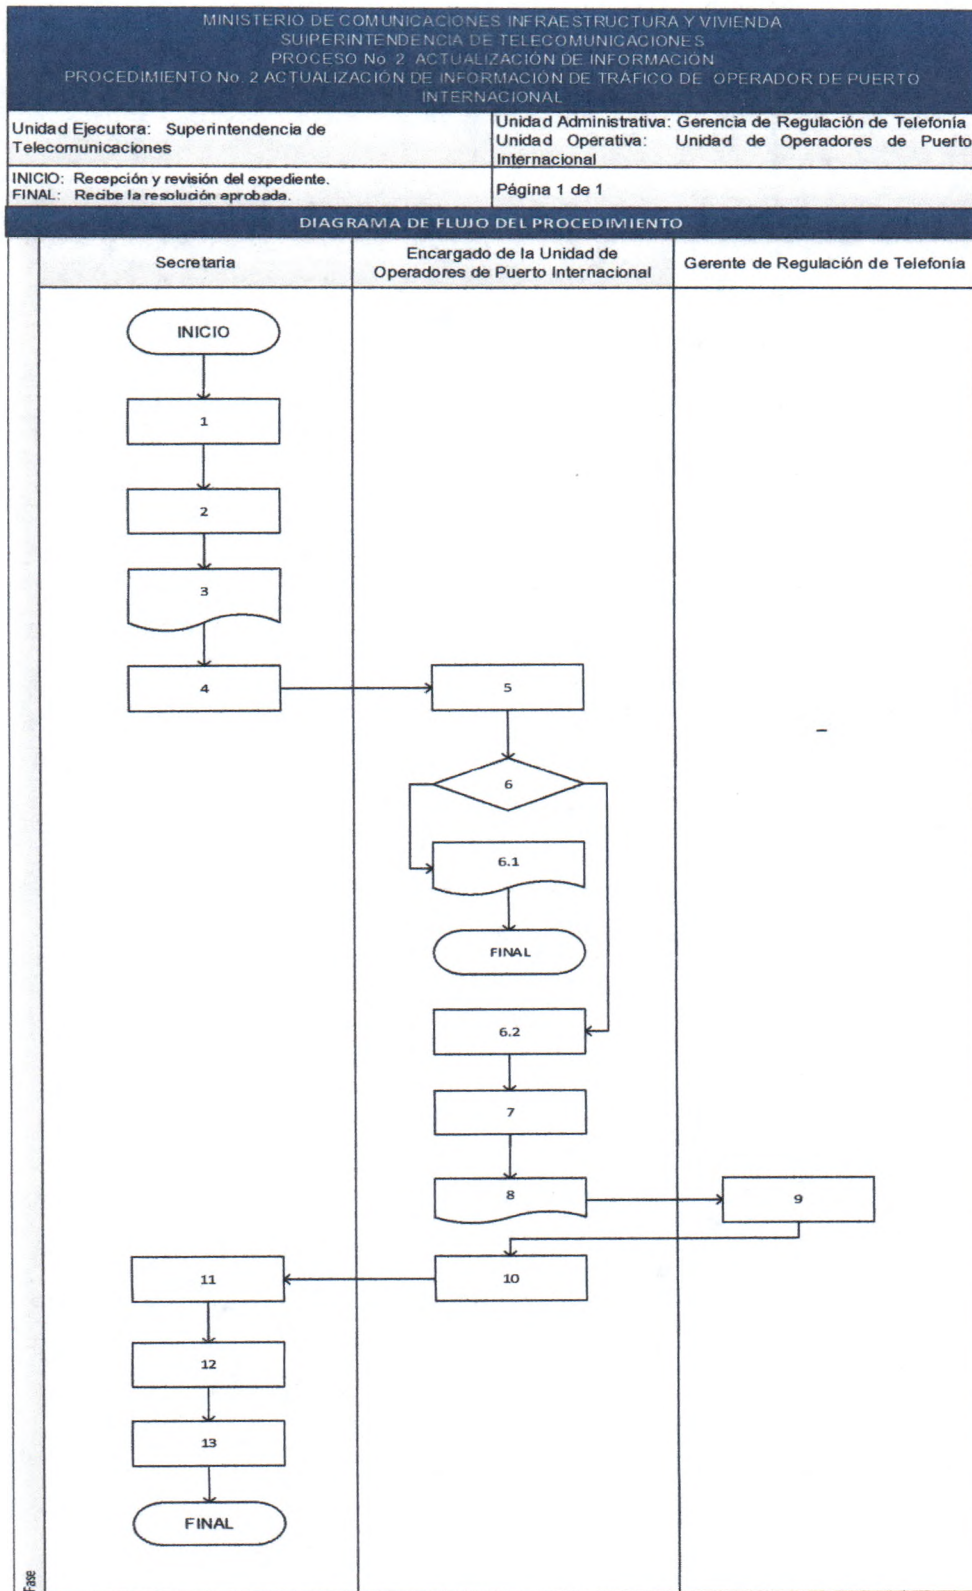 MINISTERIO DE COMUNICACIONES INFRAESTRUCTURA Y VIVIENDA
SUIPERINTENDENCIA DE TELECOMUNICACIONES
PROCESO No. 2 ACTUALIZACIÓN DE INFORMACIÓN
PROCEDIMIENTO No. 2 ACTUALIZACIÓN DE INFORMACIÓN DE TRÁFICO DE OPERADOR DE PUERTO
INTERNACIONAL
Unidad Ejecutora: Superintendencia de
Telecomunicaciones
Unidad Administrativa: Gerencia de Regulación de Telefonía
Unidad Operativa: Unidad de Operadores de Puerto
Internacional
INICIO: Recepción y revisión del expediente.
FINAL: Recibe la resolución aprobada.
Página 1 de 1
DIAGRAMA DE FLUJO DEL PROCEDIMIENTO
Secretaria
Encargado de la Unidad de
Operadores de Puerto Internacional
Gerente de Regulación de Telefonía
INICIO
1
2
3
4
5
6
6.1
FINAL
6.2
7
8
9
10
11
12
13
FINAL
Fase